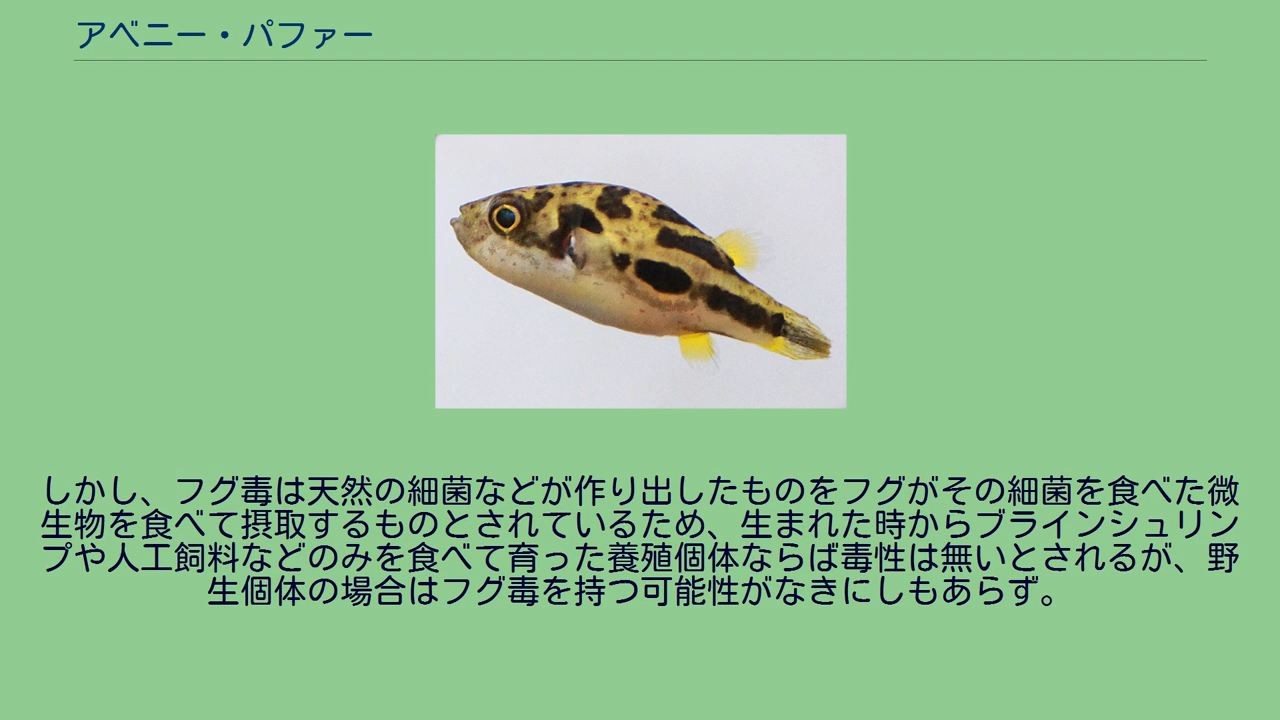 アベニー・パファー
しかし、フグ毒は天然の細菌などが作り出したものをフグがその細菌を食べた微
生物を食べて摂取するものとされているため、生まれた時からブラインシュリン
プや人工飼料などのみを食べて育った養殖個体ならば毒性は無いとされるが、野
生個体の場合はフグ毒を持つ可能性がなきにしもあらず。